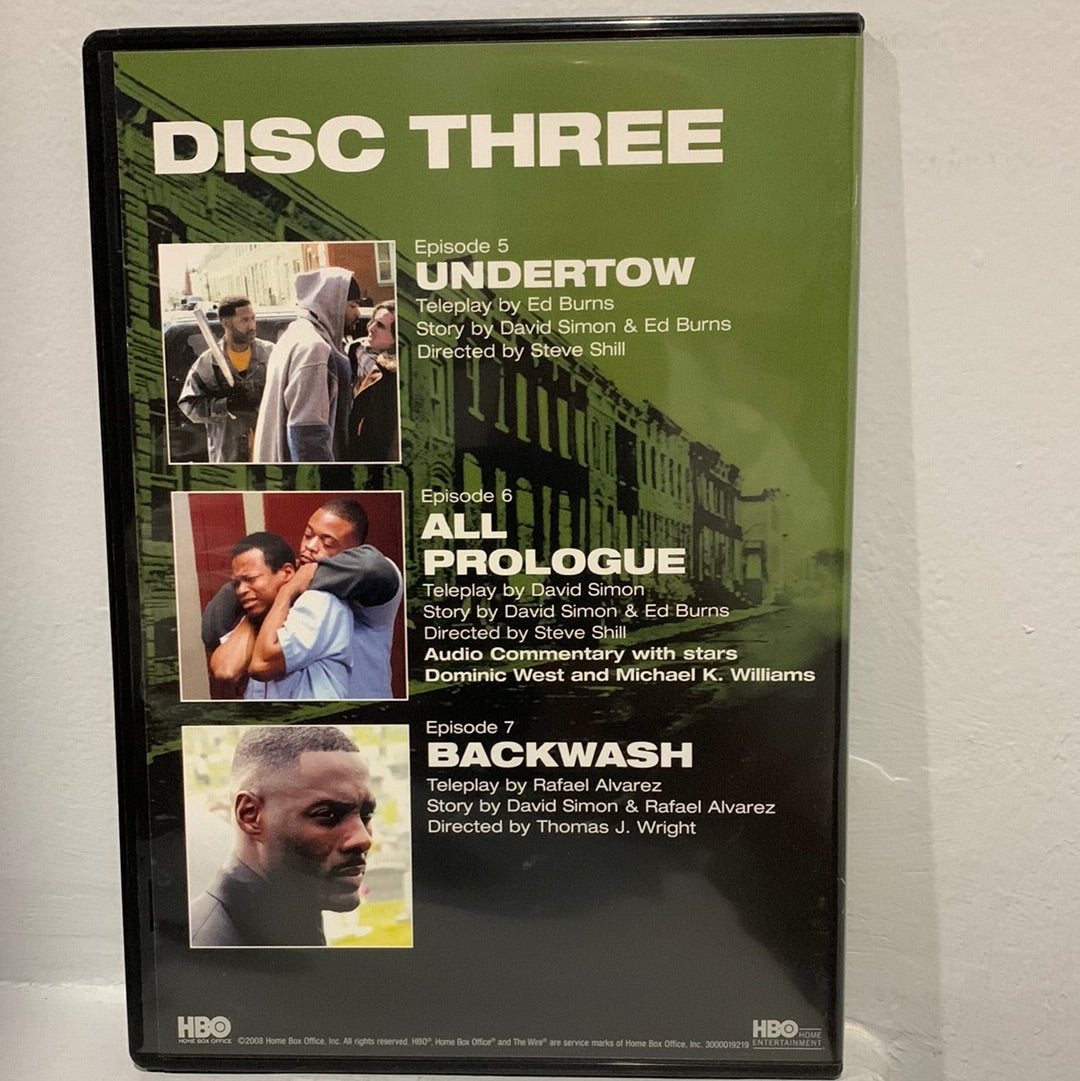 DISC THREE
Episode 5
UNDERTOW
Teleplay by Ed Burns
Story by David Simon & Ed Burns
Directed by Steve Shill
Episode 6
ALL
PROLOGUE
Teleplay by David Simon
Story by David Simon & Ed Burns
Directed by Steve Shill
Audio Commentary with stars
Dominic West and Michael K. Williams
Episode 7
BACKWASH
Teleplay by Rafael Alvarez
Story by David Simon & Rafael Alvarez
Directed by Thomas J. Wright
HBO
HOME BOX OFFICE
©2008 Home Box Office, Inc. All rights reserved. HBO®, Home Box Office® and The Wire® are service marks of Home Box Office, Inc. 3000019219
HBO HOME
ENTERTAINMENT